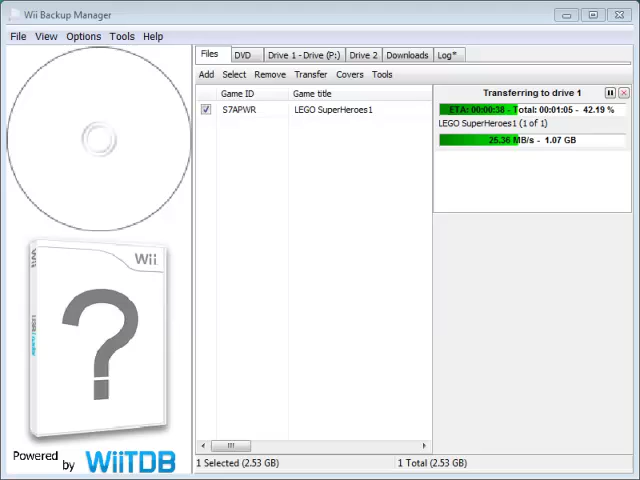 Wii Backup Manager
File View Options Tools Help
Files DVD Drive 1 - Drive (P:) Drive 2 Downloads Log*
Add Select Remove Transfer Covers Tools
Game ID Game title
S7APWR LEGO SuperHeroes1
Transferring to drive 1
ETA: 00:00:38 - Total: 00:01:05 - 42.19 %
LEGO SuperHeroes1 (1 of 1)
25.36 MB/s - 1.07 GB
Wii
?
Powered
by WiiTDB
1 Selected (2.53 GB) 1 Total (2.53 GB)